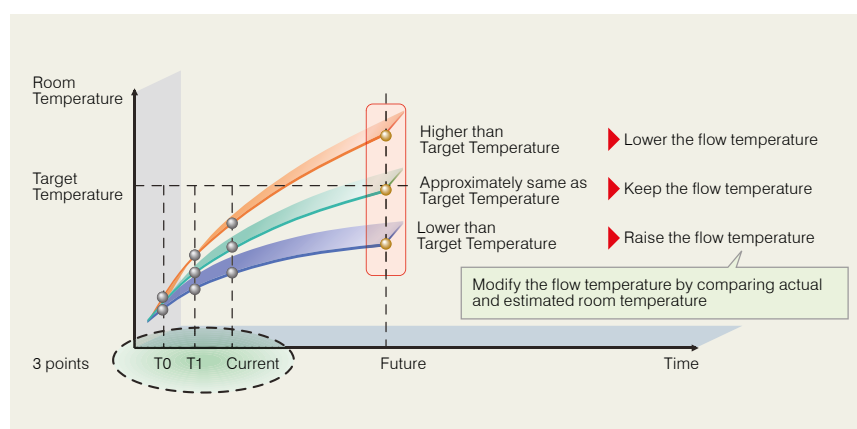 Room
Temperature
Target
Temperature
Higher than
Target Temperature
Lower the flow temperature
Approximately same as
Target Temperature
Keep the flow temperature
Lower than
Target Temperature
Raise the flow temperature
Modify the flow temperature by comparing actual
and estimated room temperature
3 points
T0
T1
Current
Future
Time